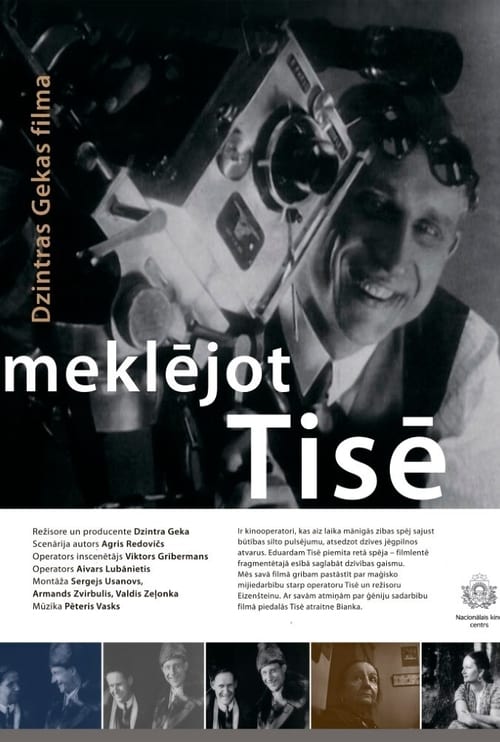 Dzintras Gekas filma
meklējot
Tisē
Režisore un producente Dzintra Geka
Scenārija autors Agris Redovičs
Operators inscenētājs Viktors Gribermans
Operators Aivars Lubānietis
Montāža Sergejs Usanovs,
Armands Zvirbulis, Valdis Zeļonka
Mūzika Pēteris Vasks
Ir kinooperatori, kas aiz laika mānīgās zibas spēj sajust
būtības silto pulsējumu, atsedzot dzīves jēgpilnos
atvarus. Eduardam Tisē piemita retā spēja – filmlentē
fragmentētajā esībā saglabāt dzīvības gaismu.
Mēs savā filmā gribam pastāstīt par maģisko
mijiedarbību starp operatoru Tisē un režisoru
Eizenšteinu. Ar savām atmiņām par ģēniju sadarbību
filmā piedalās Tisē atraitne Bianka.
Nacionālais kino
centrs